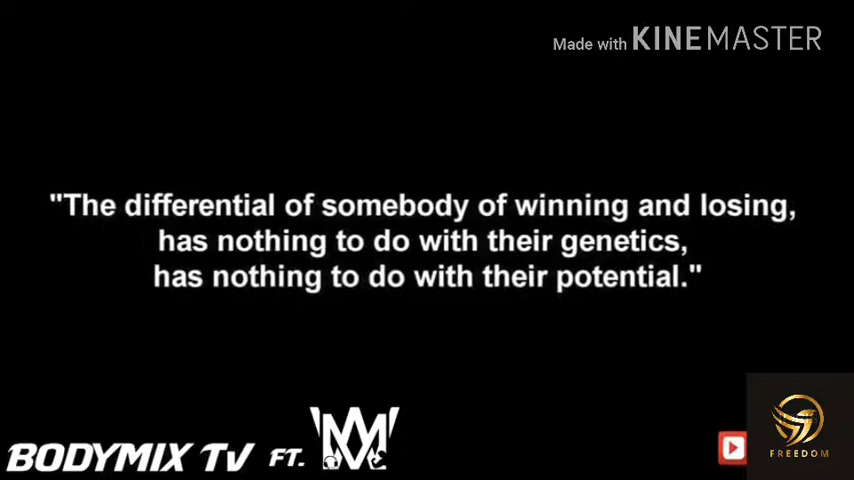 Made with KINEMASTER
"The differential of somebody of winning and losing,
has nothing to do with their genetics,
has nothing to do with their potential."
BODYMIX TV FT.
FREEDOM